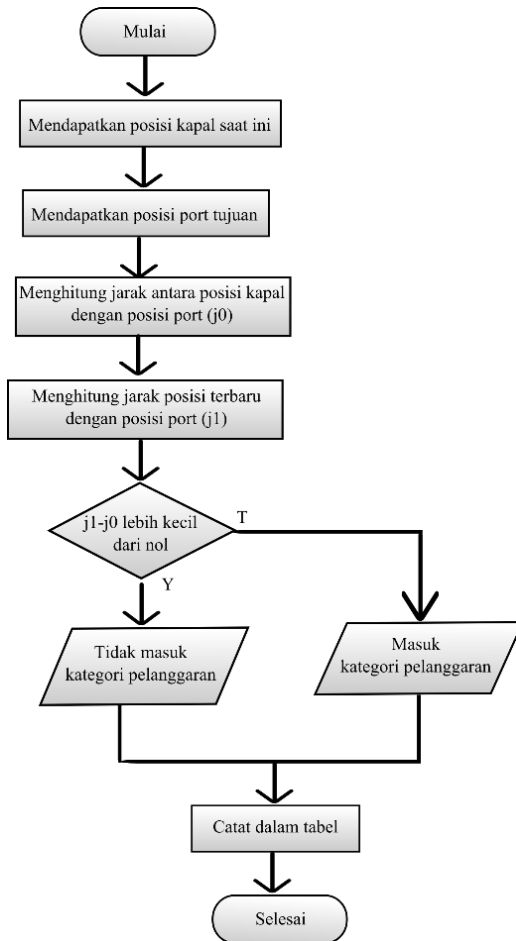 Mulai
Mendapatkan posisi kapal saat ini
Mendapatkan posisi port tujuan
Menghitung jarak antara posisi kapal
dengan posisi port (j0)
Menghitung jarak posisi terbaru
dengan posisi port (j1)
j1-j0 lebih kecil
dari nol
T
Y
Tidak masuk
kategori pelanggaran
Masuk
kategori pelanggaran
Catat dalam tabel
Selesai